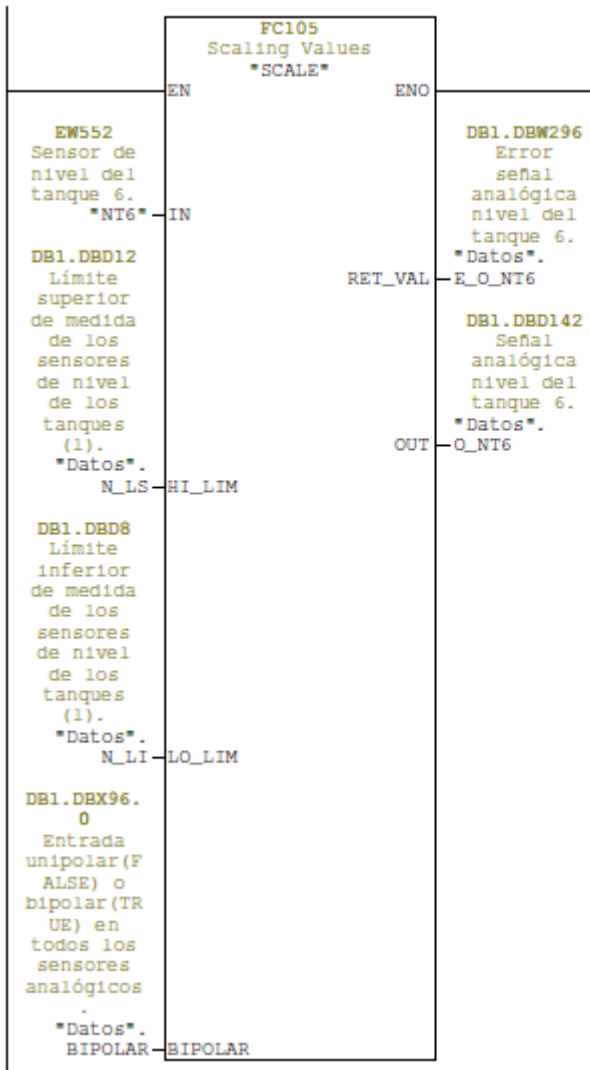 FC105
Scaling Values
"SCALE"
EN
ENO
EW552
Sensor de
nivel del
tanque 6.
"NT6"
IN
DB1.DBD12
Límite
superior
de medida
de los
sensores
de nivel
de los
tanques
(1).
"Datos".
N_LS
HI_LIM
DB1.DBD8
Límite
inferior
de medida
de los
sensores
de nivel
de los
tanques
(1).
"Datos".
N_LI
LO_LIM
DB1.DBX96.
0
Entrada
unipolar(F
ALSE) o
bipolar(TR
UE) en
todos los
sensores
analógicos
.
"Datos".
BIPOLAR
BIPOLAR
DB1.DBW296
Error
señal
analógica
nivel del
tanque 6.
"Datos".
RET_VAL
E_O_NT6
DB1.DBD142
Señal
analógica
nivel del
tanque 6.
"Datos".
OUT
O_NT6